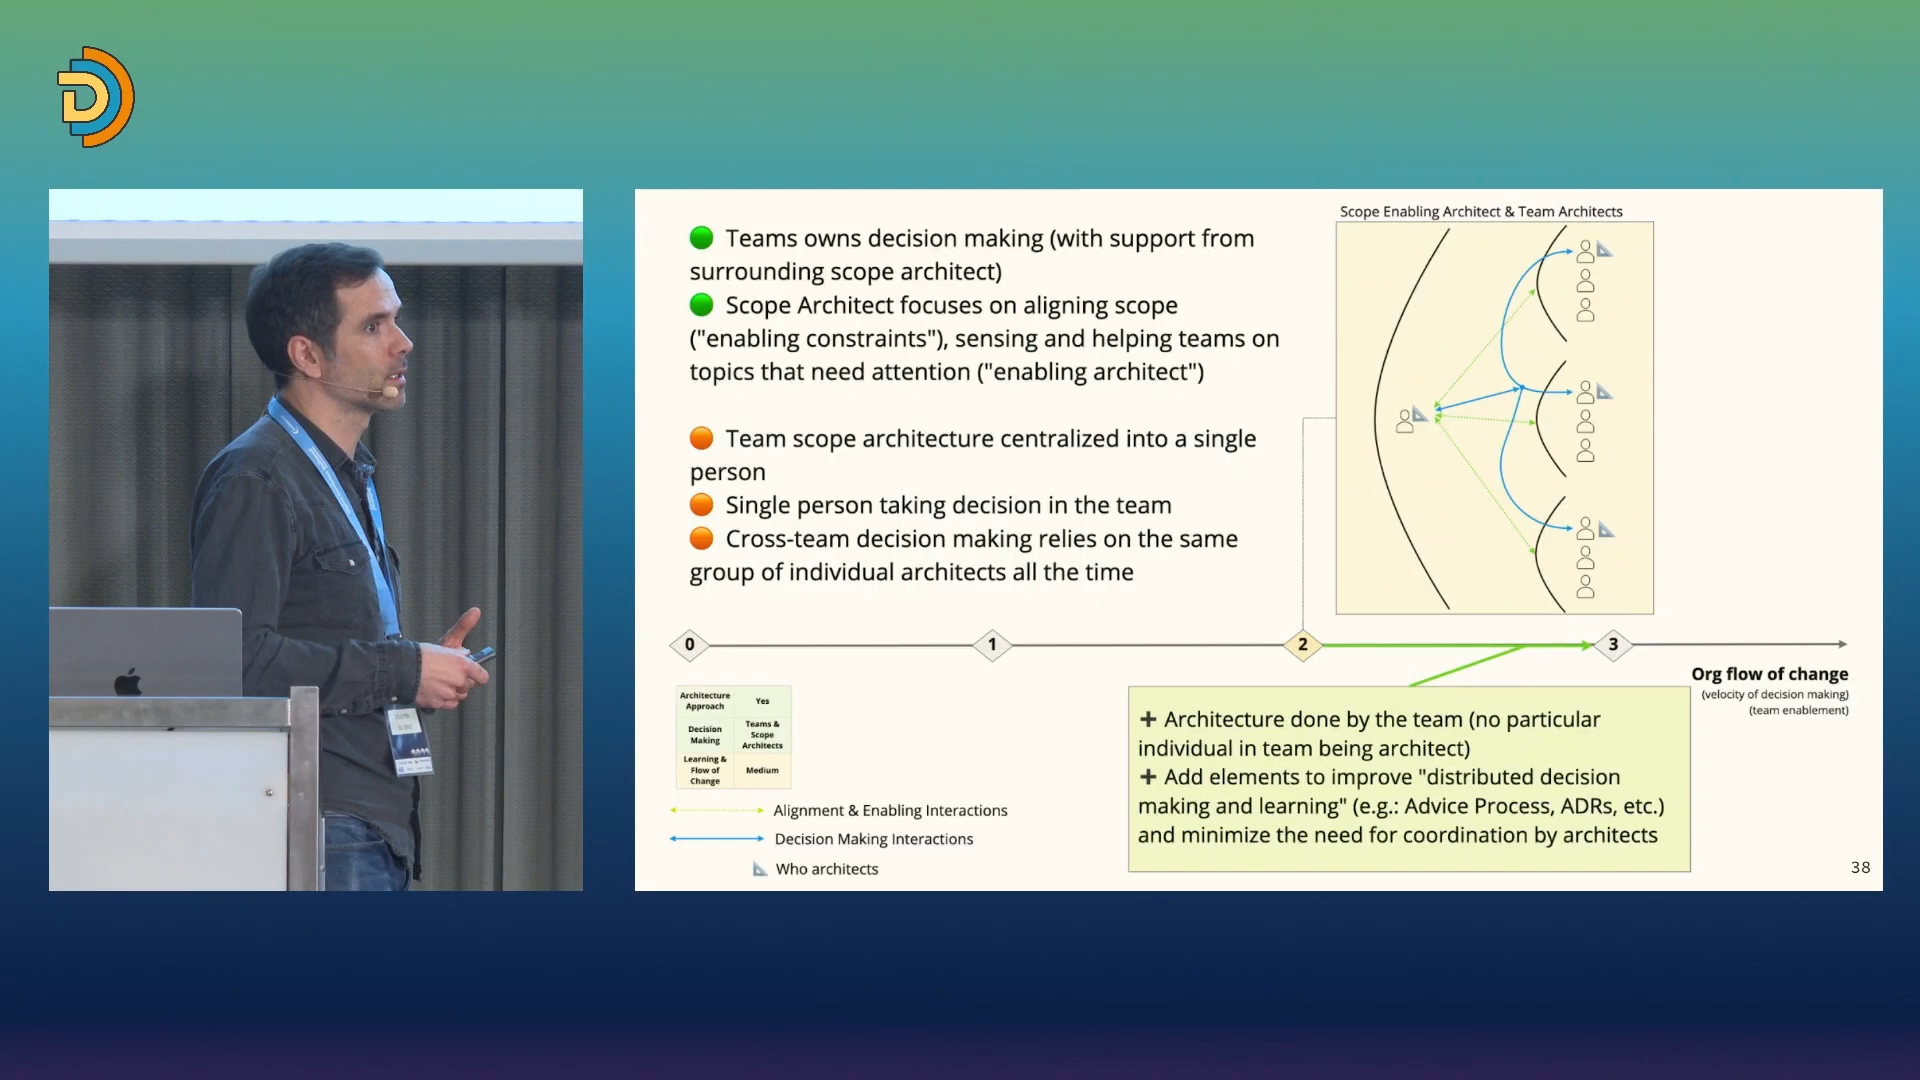 Teams owns decision making (with support from
surrounding scope architect)
Scope Architect focuses on aligning scope
("enabling constraints"), sensing and helping teams on
topics that need attention ("enabling architect")
Team scope architecture centralized into a single
person
Single person taking decision in the team
Cross-team decision making relies on the same
group of individual architects all the time
Scope Enabling Architect & Team Architects
0
1
2
3
Org flow of change
(velocity of decision making)
(team enablement)
Architecture
Approach
Yes
Decision
Making
Teams &
Scope
Architects
Learning &
Flow of
Change
Medium
Alignment & Enabling Interactions
Decision Making Interactions
Who architects
+ Architecture done by the team (no particular
individual in team being architect)
+ Add elements to improve "distributed decision
making and learning" (e.g.: Advice Process, ADRs, etc.)
and minimize the need for coordination by architects
38